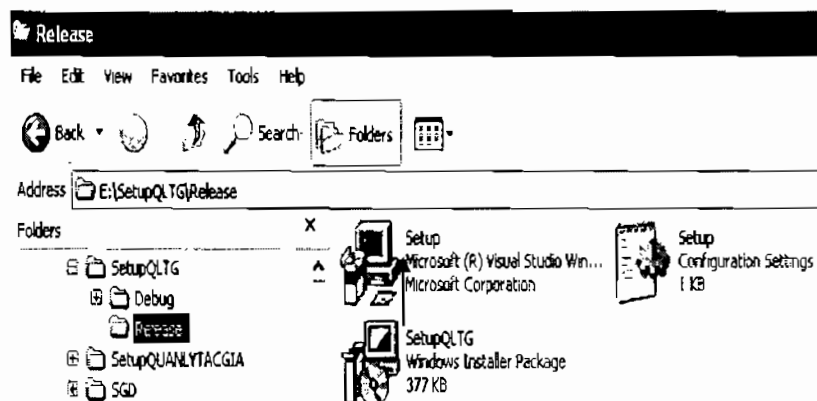 Release
File Edit View Favorites Tools Help
Back Search Folders
Address E:\SetupQLTG\Release
Folders X
SetupQLTG
Debug
Release
SetupQUANLYTACGIA
SGD
Setup
Microsoft (R) Visual Studio Win...
Microsoft Corporation
Setup
Configuration Settings
1 KB
SetupQLTG
Windows Installer Package
377 KB